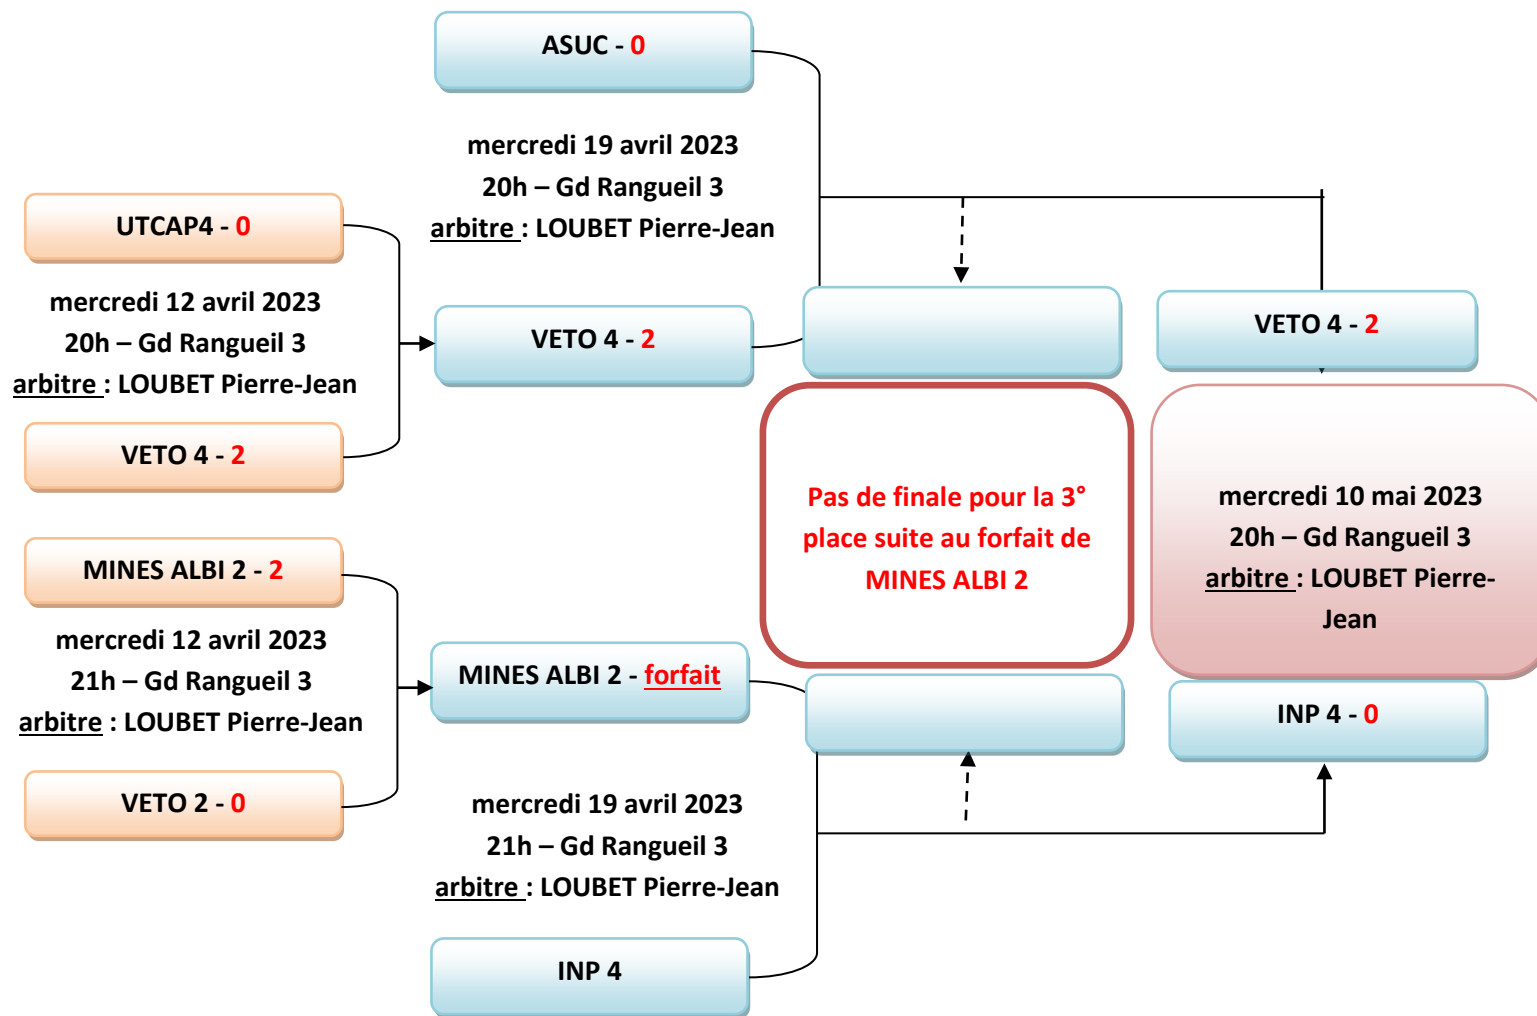 ASUC - 0
mercredi 19 avril 2023
20h – Gd Rangueil 3
arbitre : LOUBET Pierre-Jean
UTCAP4 - 0
mercredi 12 avril 2023
20h – Gd Rangueil 3
arbitre : LOUBET Pierre-Jean
VETO 4 - 2
VETO 4 - 2
VETO 4 - 2
Pas de finale pour la 3°
place suite au forfait de
MINES ALBI 2
mercredi 10 mai 2023
20h – Gd Rangueil 3
arbitre : LOUBET Pierre-
Jean
MINES ALBI 2 - 2
mercredi 12 avril 2023
21h – Gd Rangueil 3
arbitre : LOUBET Pierre-Jean
VETO 2 - 0
MINES ALBI 2 - forfait
INP 4 - 0
mercredi 19 avril 2023
21h – Gd Rangueil 3
arbitre : LOUBET Pierre-Jean
INP 4